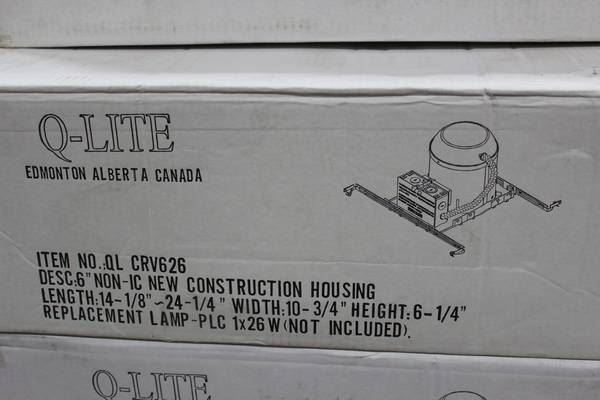 Q-LITE
EDMONTON ALBERTA CANADA
ITEM NO.:QL CRV626
DESC:6" NON-IC NEW CONSTRUCTION HOUSING
LENGTH:14-1/8"~24-1/4" WIDTH:10-3/4" HEIGHT:6-1/4"
REPLACEMENT LAMP-PLC 1x26W(NOT INCLUDED).
Q-LITE